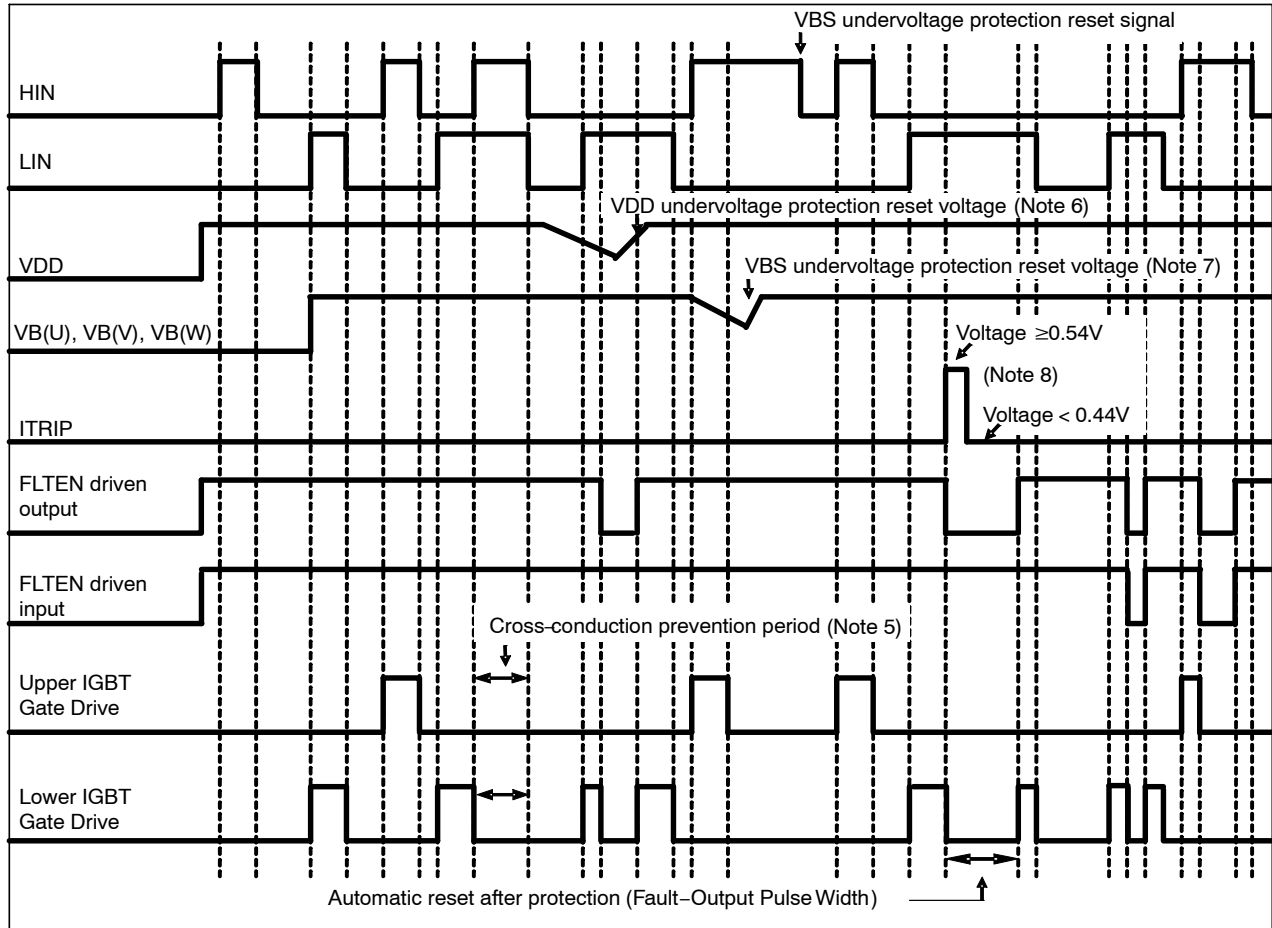 VBS undervoltage protection reset signal
HIN
LIN
VDD undervoltage protection reset voltage (Note 6)
VDD
VBS undervoltage protection reset voltage (Note 7)
VB(U), VB(V), VB(W)
Voltage ≥0.54V
(Note 8)
Voltage < 0.44V
ITRIP
FLTEN driven
output
FLTEN driven
input
Cross–conduction prevention period (Note 5)
Upper IGBT
Gate Drive
Lower IGBT
Gate Drive
Automatic reset after protection (Fault–Output Pulse Width)